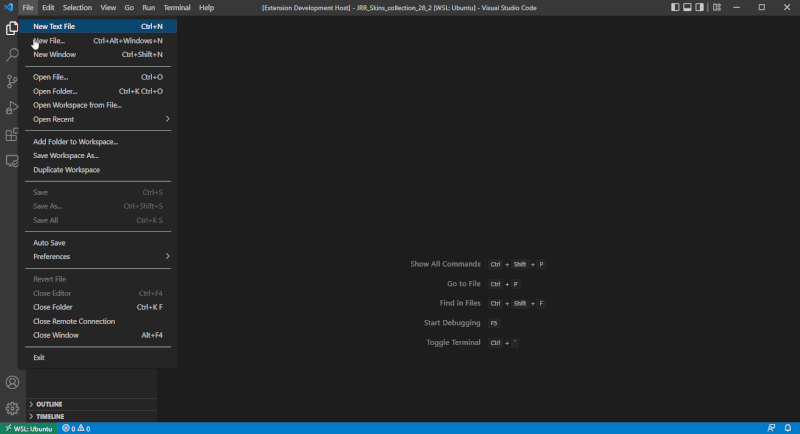 File Edit Selection View Go Run Terminal Help
[Extension Development Host] - JRR_Skins_collection_28_2 [WSL: Ubuntu] - Visual Studio Code
New Text File Ctrl+N
New File... Ctrl+Alt+Windows+N
New Window Ctrl+Shift+N
Open File... Ctrl+O
Open Folder... Ctrl+K Ctrl+O
Open Workspace from File...
Open Recent
Add Folder to Workspace...
Save Workspace As...
Duplicate Workspace
Save Ctrl+S
Save As... Ctrl+Shift+S
Save All Ctrl+K S
Auto Save
Preferences
Revert File
Close Editor Ctrl+F4
Close Folder Ctrl+K F
Close Remote Connection
Close Window Alt+F4
Exit
Show All Commands Ctrl + Shift + P
Go to File Ctrl + P
Find in Files Ctrl + Shift + F
Start Debugging F5
Toggle Terminal Ctrl + `
OUTLINE
TIMELINE
WSL: Ubuntu 0 0